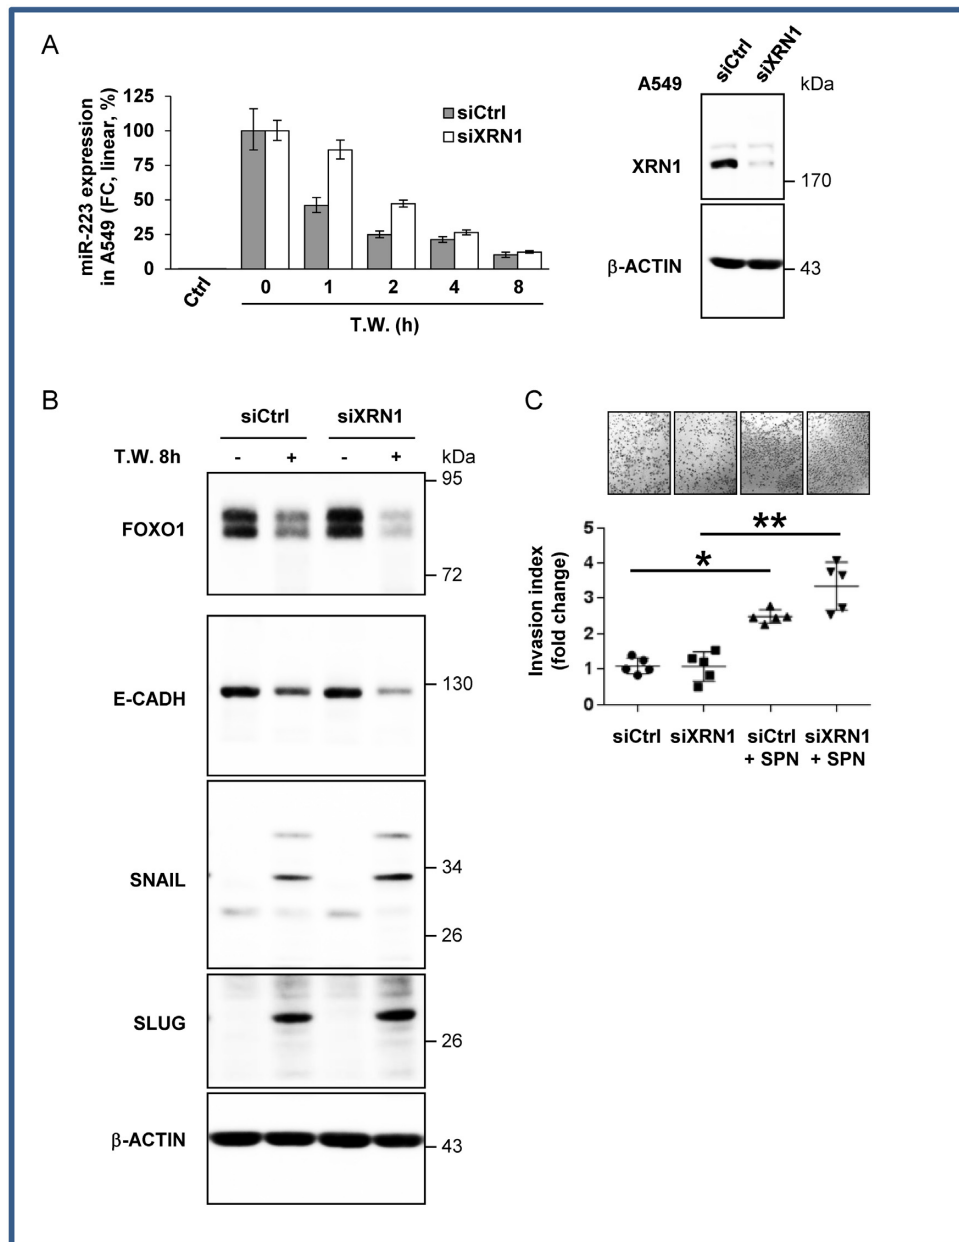 A
miR-223 expression
in A549 (FC, linear, %)
125
100
75
50
25
0
siCtrl
siXRN1
Ctrl
0 1 2 4 8
T.W. (h)
A549
siCtrl
siXRN1
kDa
XRN1
170
β-ACTIN
43
B
siCtrl siXRN1
T.W. 8h - + - + kDa
95
FOXO1
72
E-CADH
130
SNAIL
34
26
SLUG
26
β-ACTIN
43
C
Invasion index
(fold change)
5
4
3
2
1
0
*
**
siCtrl siXRN1 siCtrl siXRN1
+ SPN + SPN